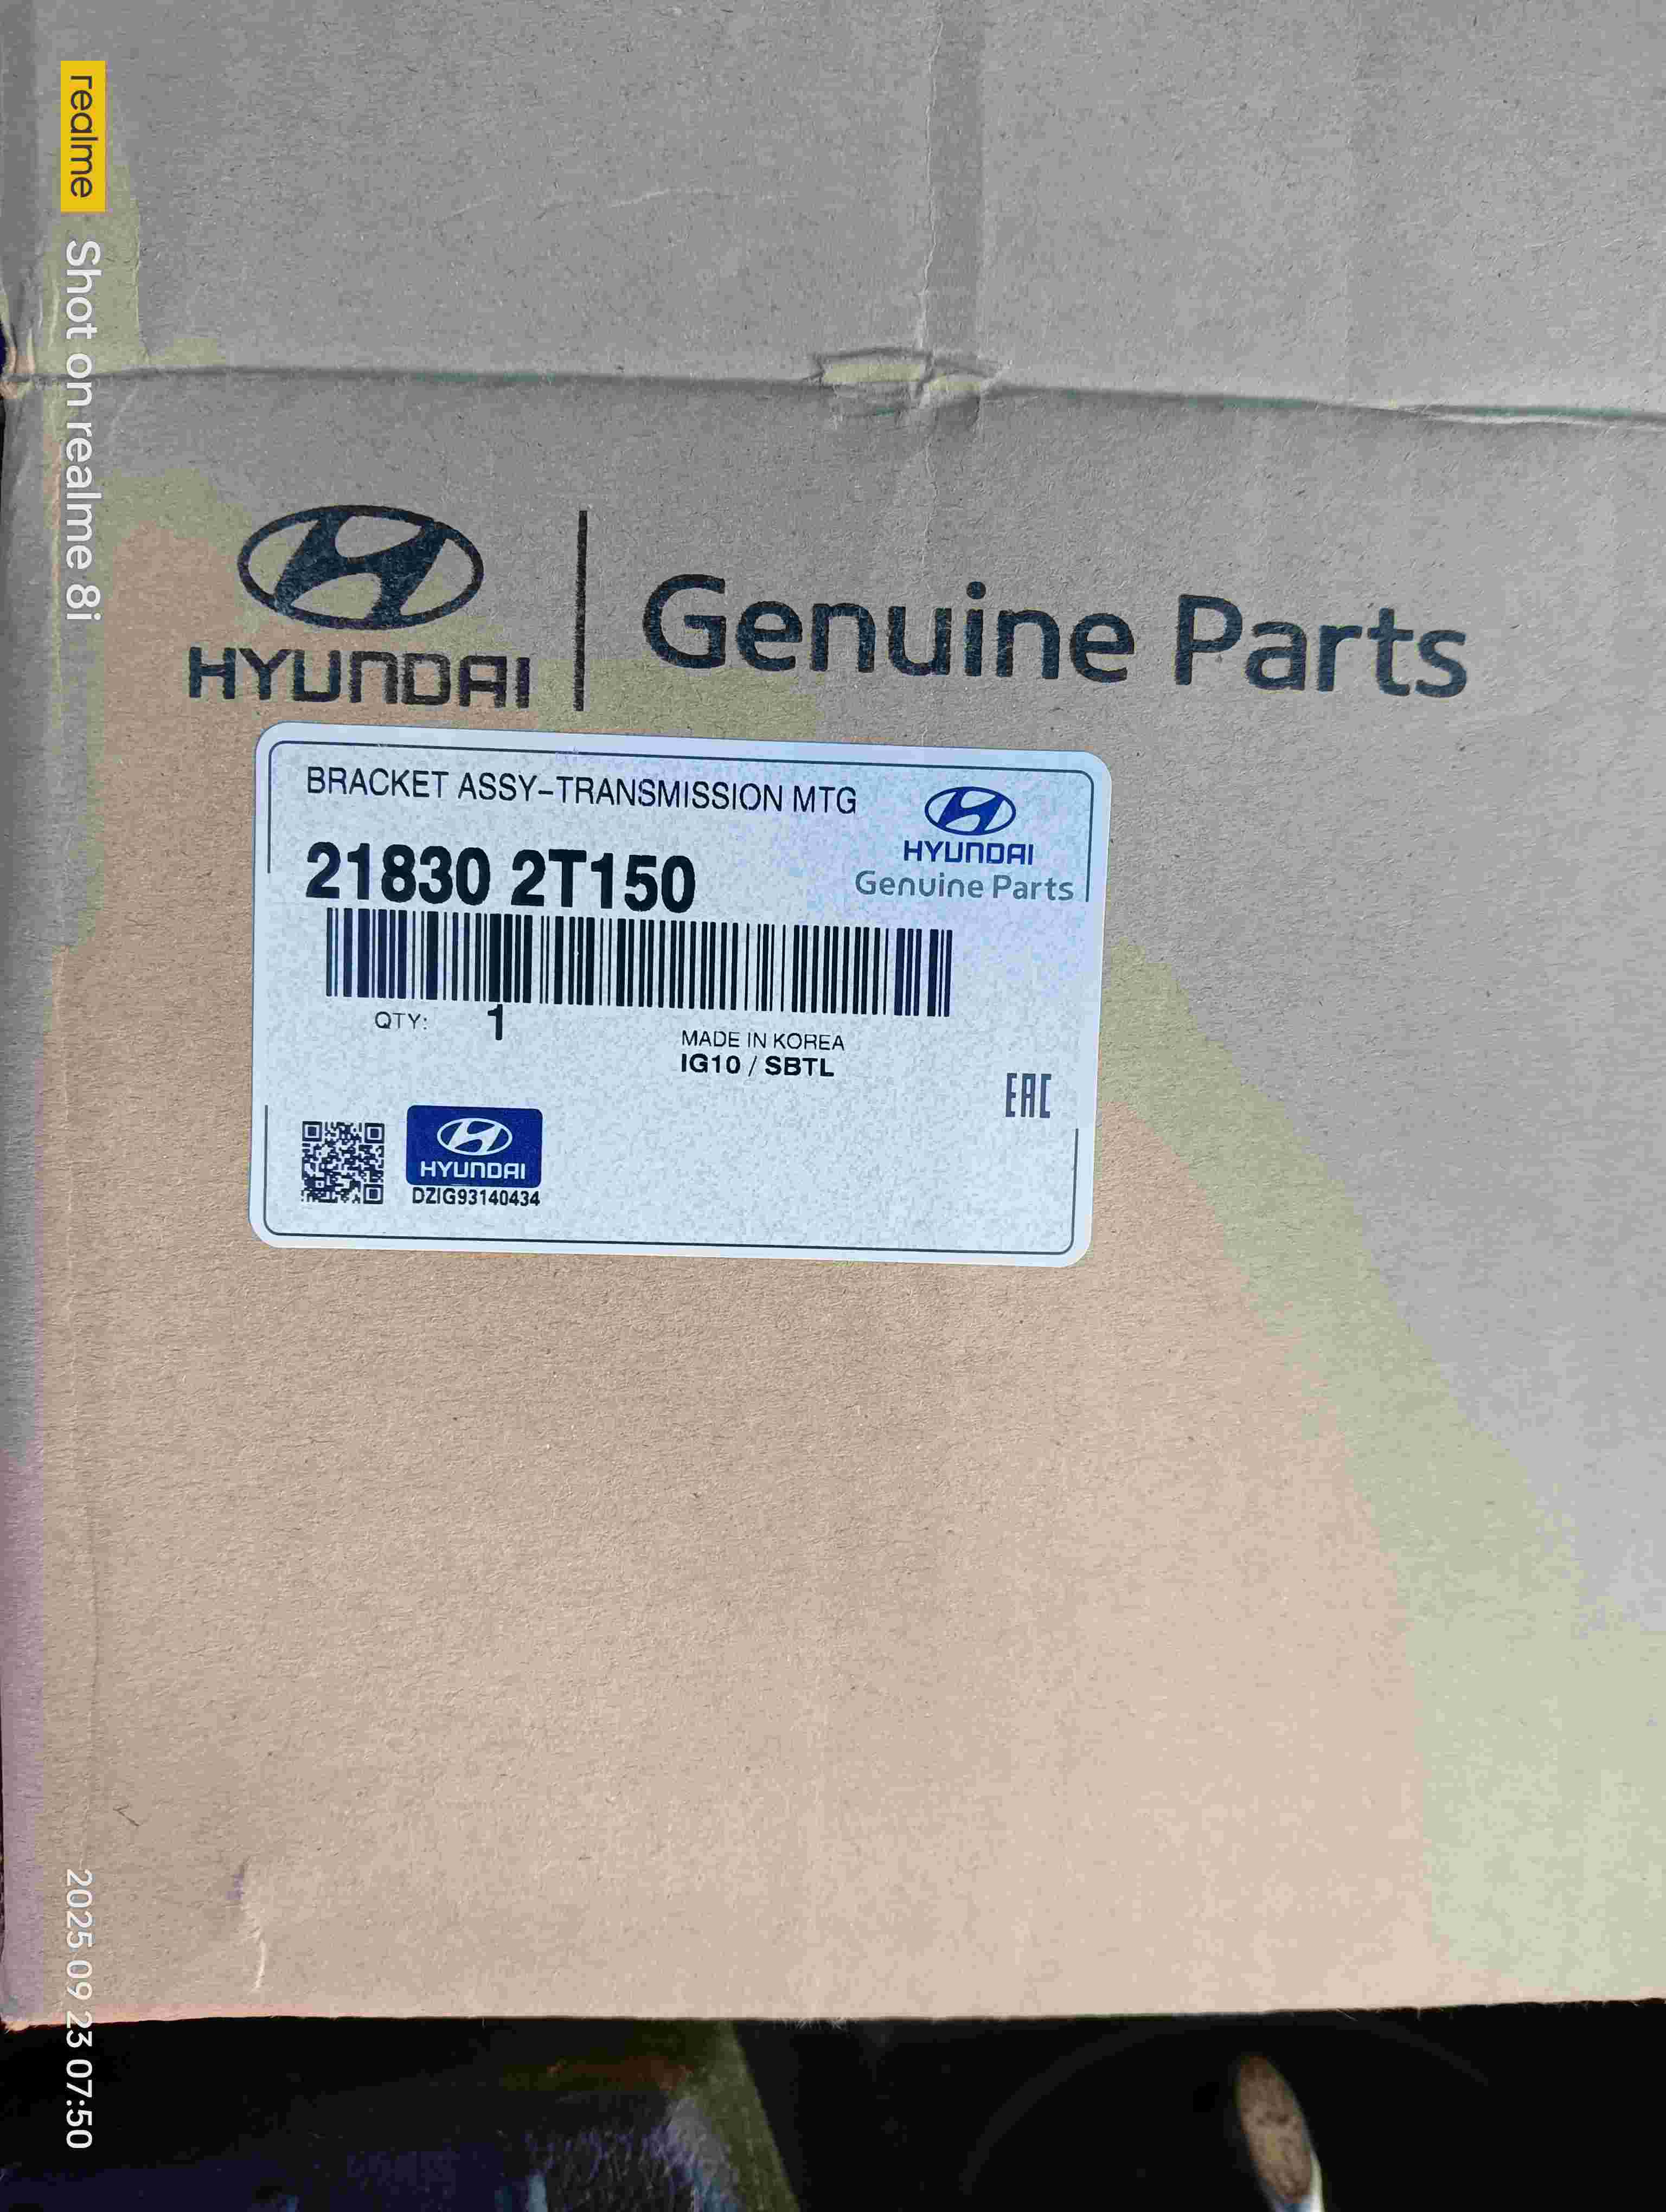 HYUNDAI
Genuine Parts
BRACKET ASSY-TRANSMISSION MTG
21830 2T150
HYUNDAI
Genuine Parts
QTY: 1
MADE IN KOREA
IG10 / SBTL
EAC
HYUNDAI
DZIG93140434
realme Shot on realme 8i
2025.09.23 07:50